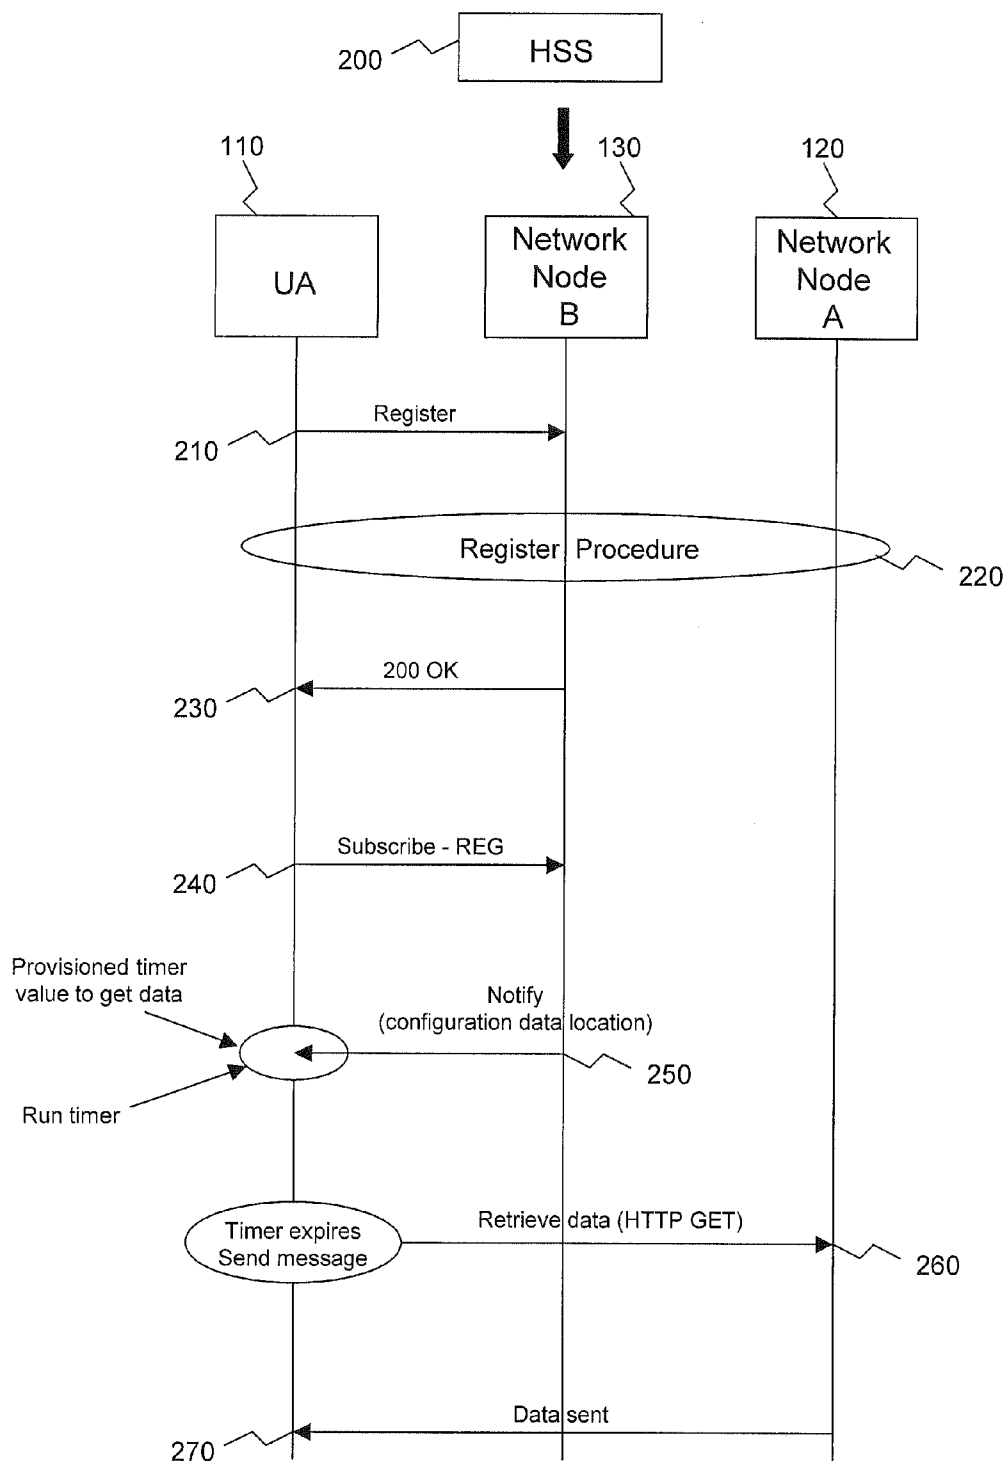 HSS
200
110
130
120
UA
Network
Node
B
Network
Node
A
Register
210
Register Procedure
220
200 OK
230
Subscribe - REG
240
Provisioned timer
value to get data
Notify
(configuration data location)
250
Run timer
Timer expires
Send message
Retrieve data (HTTP GET)
260
Data sent
270